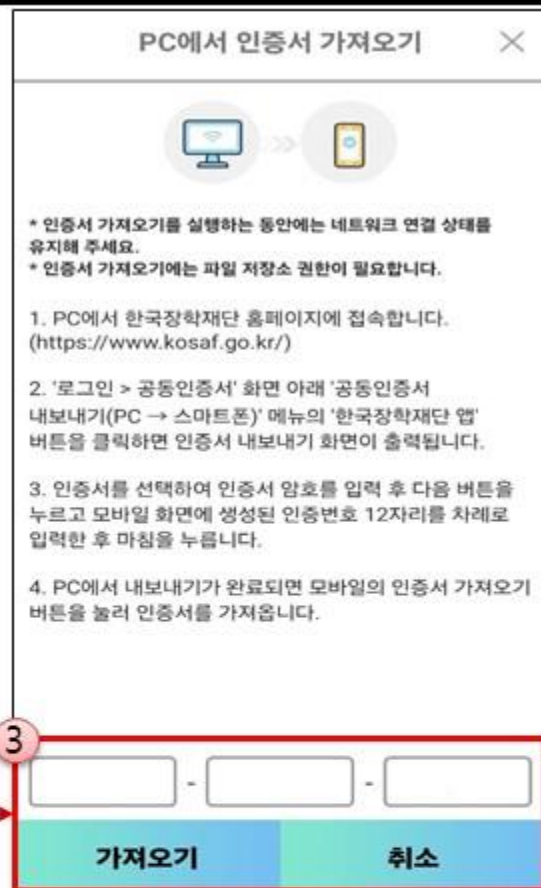 PC에서 인증서 가져오기
* 인증서 가져오기를 실행하는 동안에는 네트워크 연결 상태를
유지해 주세요.
* 인증서 가져오기에는 파일 저장소 권한이 필요합니다.
1. PC에서 한국장학재단 홈페이지에 접속합니다.
(https://www.kosaf.go.kr/)
2. '로그인 > 공동인증서' 화면 아래 '공동인증서
내보내기(PC → 스마트폰)' 메뉴의 '한국장학재단 앱'
버튼을 클릭하면 인증서 내보내기 화면이 출력됩니다.
3. 인증서를 선택하여 인증서 암호를 입력 후 다음 버튼을
누르고 모바일 화면에 생성된 인증번호 12자리를 차례로
입력한 후 마침을 누릅니다.
4. PC에서 내보내기가 완료되면 모바일의 인증서 가져오기
버튼을 눌러 인증서를 가져옵니다.
3
- -
가져오기 취소